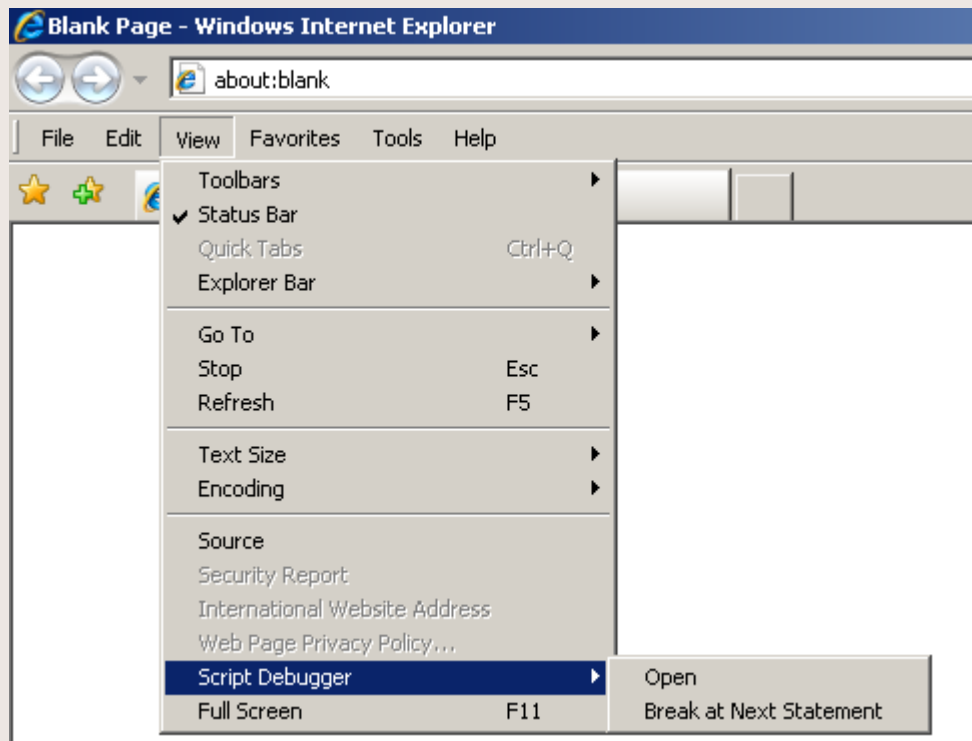 Blank Page - Windows Internet Explorer
about:blank
File Edit View Favorites Tools Help
Toolbars
Status Bar
Quick Tabs Ctrl+Q
Explorer Bar
Go To
Stop Esc
Refresh F5
Text Size
Encoding
Source
Security Report
International Website Address
Web Page Privacy Policy...
Script Debugger Open
Full Screen F11 Break at Next Statement